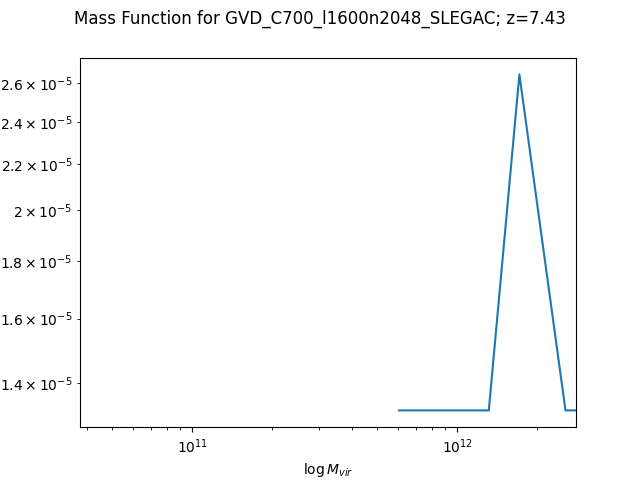 Mass Function for GVD_C700_l1600n2048_SLEGAC; z=7.43
2.6 × 10⁻⁵
2.4 × 10⁻⁵
2.2 × 10⁻⁵
2 × 10⁻⁵
1.8 × 10⁻⁵
1.6 × 10⁻⁵
1.4 × 10⁻⁵
10¹¹ 10¹²
log M_vir